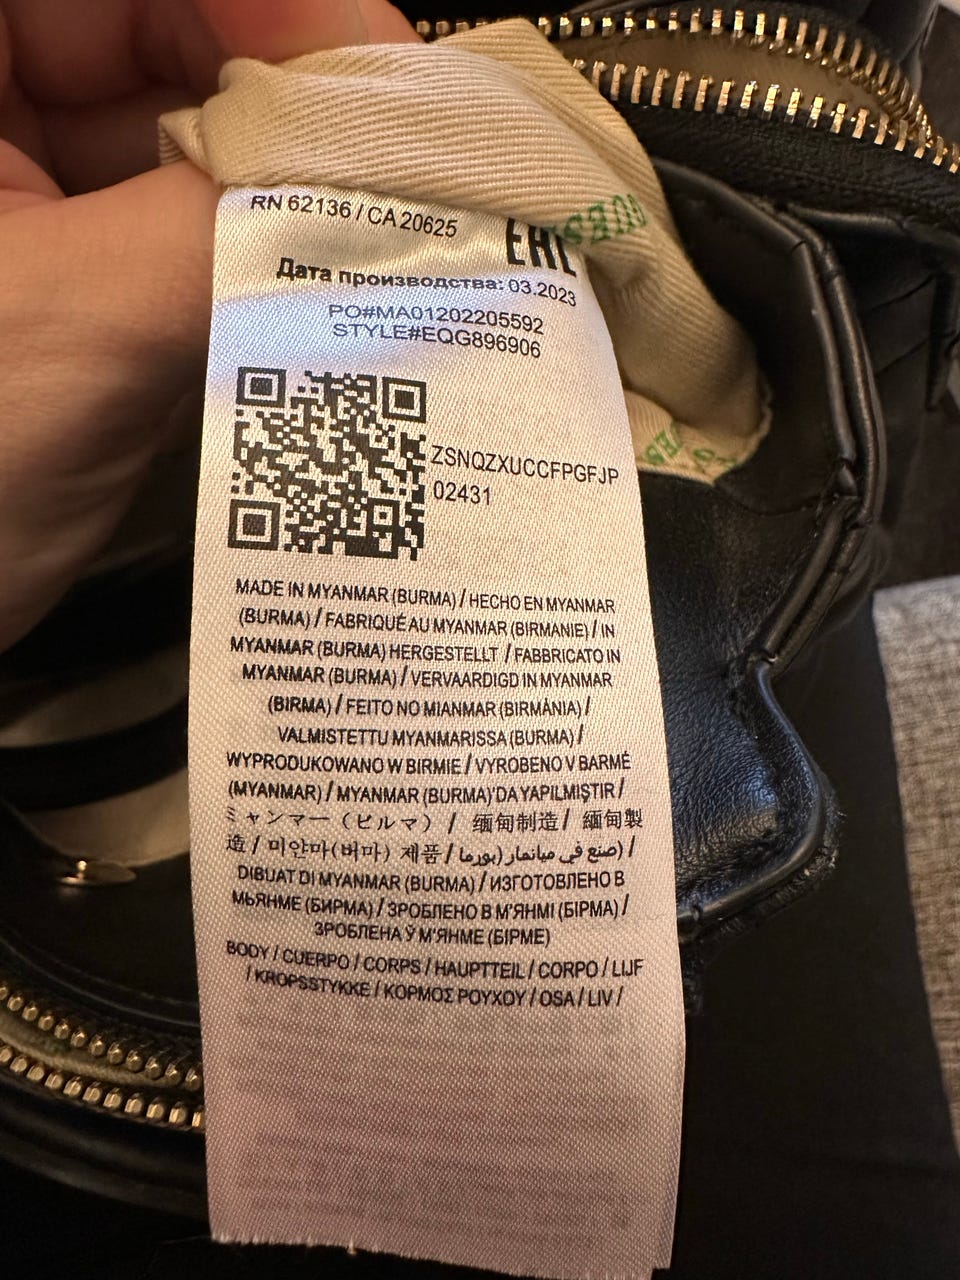 RN 62136 / CA 20625
EAC
Дата производства: 03.2023
PO#MA01202205592
STYLE#EQG896906
ZSNQZXUCCFPGFJP
02431
MADE IN MYANMAR (BURMA) / HECHO EN MYANMAR
(BURMA) / FABRIQUÉ AU MYANMAR (BIRMANIE) / IN
MYANMAR (BURMA) HERGESTELLT / FABBRICATO IN
MYANMAR (BURMA) / VERVAARDIGD IN MYANMAR
(BIRMA) / FEITO NO MIANMAR (BIRMÂNIA) /
VALMISTETTU MYANMARISSA (BURMA) /
WYPRODUKOWANO W BIRMIE / VYROBENO V BARMĚ
(MYANMAR) / MYANMAR (BURMA)'DA YAPILMIŞTIR /
ミャンマー（ビルマ） / 缅甸制造 / 緬甸製
造 / 미얀마(버마) 제품 / صنع في ميانمار(بورما) /
DIBUAT DI MYANMAR (BURMA) / ИЗГОТОВЛЕНО В
МЬЯНМЕ (БИРМА) / ЗРОБЛЕНО В М'ЯНМІ (БІРМА) /
ЗРОБЛЕНА Ў М'ЯНМЕ (БІРМЕ)
BODY / CUERPO / CORPS / HAUPTTEIL / CORPO / LIJF
/ KROPSSTYKKE / ΚΟΡΜΟΣ ΡΟΥΧΟΥ / OSA / LIV /